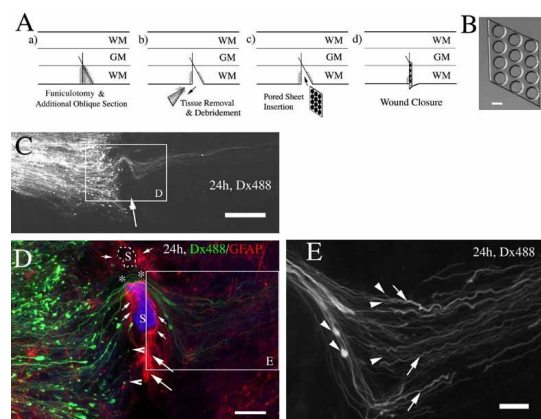 A
a)
b)
c)
d)
WM
WM
WM
WM
GM
GM
GM
GM
WM
WM
WM
WM
Funiculotomy &
Additional Oblique Section
Tissue Removal
& Debridement
Pored Sheet
Insertion
Wound Closure
B
C
D
24h, Dx488
D
24h, Dx488/GFAP
S
*
*
S
E
E
24h, Dx488